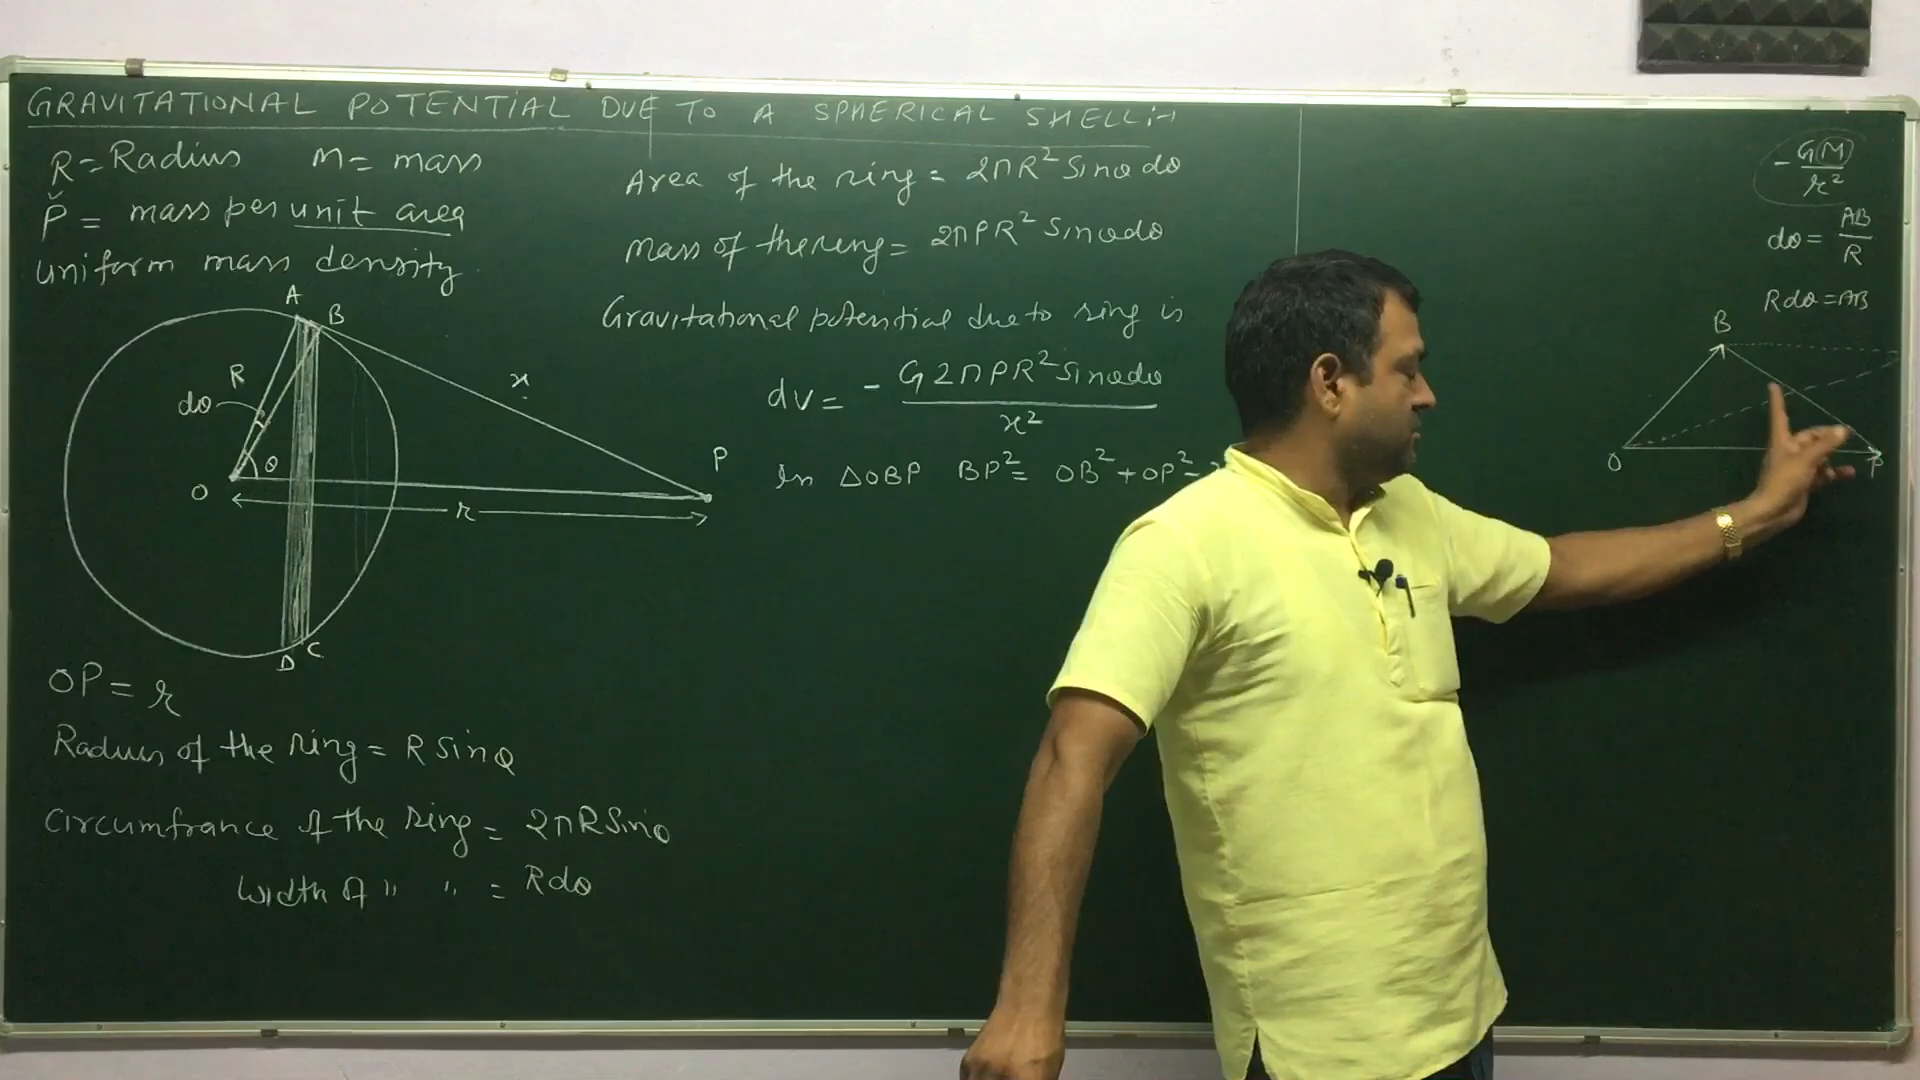 GRAVITATIONAL POTENTIAL DUE TO A SPHERICAL SHELL:-
R = Radius M = mass
ρ = mass per unit area
uniform mass density
A
B
R
dθ
x
θ
O
P
r
D C
OP = r
Radius of the ring = R sinθ
circumfrance of the ring = 2πR sinθ
width of " " = Rdθ
Area of the ring = 2πR² sinθ dθ
Mass of the ring = 2πρR² sinθdθ
Gravitational potential due to ring is
dv = - G2πρR² sinθdθ / x²
In ΔOBP BP² = OB² + OP² -
- GM / r²
dθ = AB / R
Rdθ = AB
B
O
P